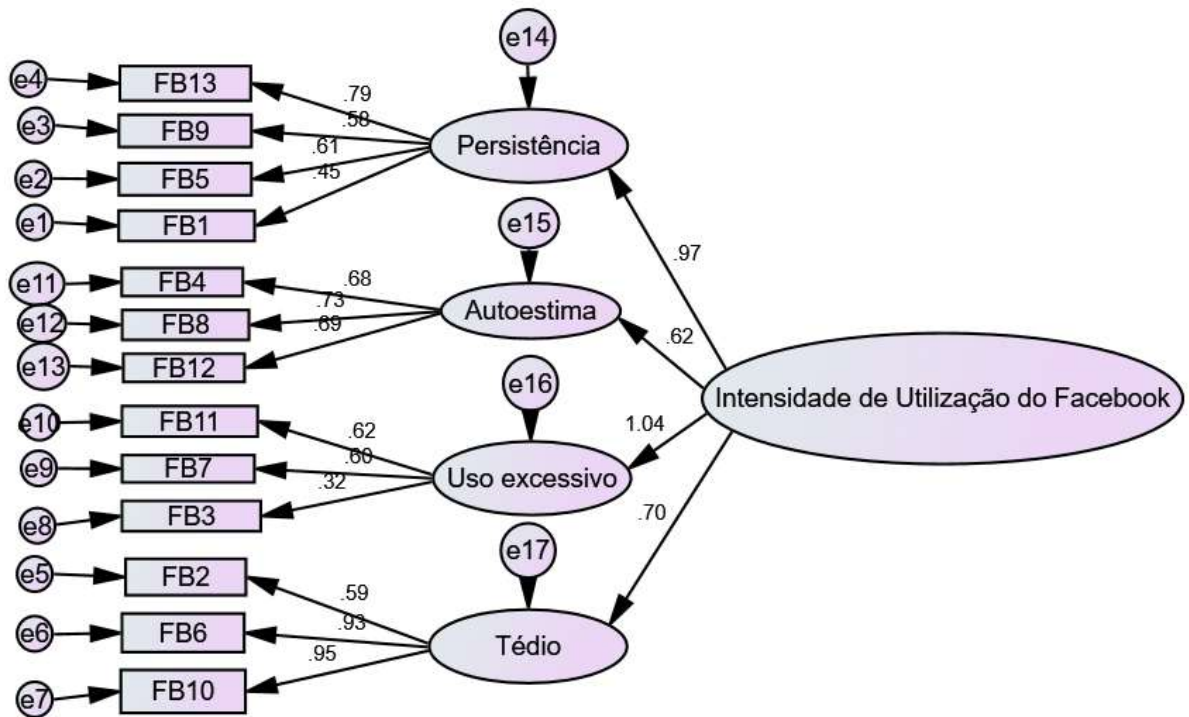 e14
e4
FB13
.79
e3
FB9
.58
Persistência
e2
FB5
.61
e1
FB1
.45
.97
e15
e11
FB4
.68
e12
FB8
.73
Autoestima
e13
FB12
.69
.62
e16
Intensidade de Utilização do Facebook
e10
FB11
.62
1.04
e9
FB7
.60
Uso excessivo
e8
FB3
.32
.70
e17
e5
FB2
.59
e6
FB6
.93
Tédio
e7
FB10
.95